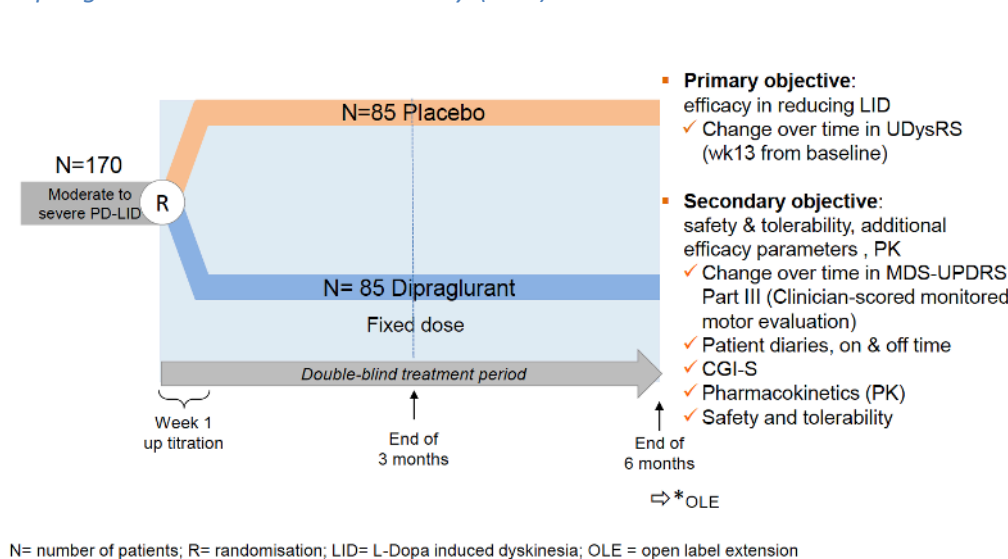 N=170
Moderate to
severe PD-LID
R
N=85 Placebo
N= 85 Dipraglurant
Fixed dose
Double-blind treatment period
Week 1
up titration
End of
3 months
End of
6 months
⇨*OLE
▪ Primary objective:
efficacy in reducing LID
✓ Change over time in UDysRS
(wk13 from baseline)
▪ Secondary objective:
safety & tolerability, additional
efficacy parameters , PK
✓ Change over time in MDS-UPDRS
Part III (Clinician-scored monitored
motor evaluation)
✓ Patient diaries, on & off time
✓ CGI-S
✓ Pharmacokinetics (PK)
✓ Safety and tolerability
N= number of patients; R= randomisation; LID= L-Dopa induced dyskinesia; OLE = open label extension